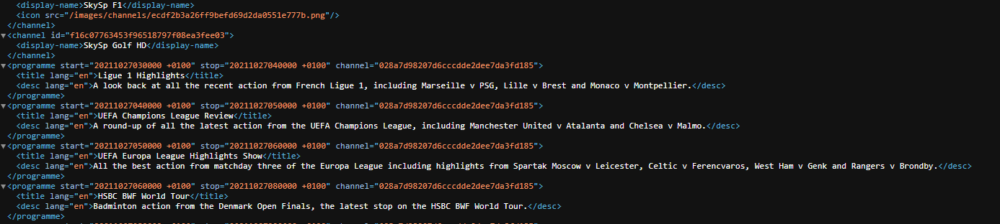 <display-name>SkySp F1</display-name>
<icon src="/images/channels/ecdf2b3a26ff9befd69d2da0551e777b.png"/>
</channel>
<channel id="f16c07763453f96518797f08ea3fee03">
<display-name>SkySp Golf HD</display-name>
</channel>
<programme start="20211027030000 +0100" stop="20211027040000 +0100" channel="028a7d98207d6cccdde2dee7da3fd185">
<title lang="en">Ligue 1 Highlights</title>
<desc lang="en">A look back at all the recent action from French Ligue 1, including Marseille v PSG, Lille v Brest and Monaco v Montpellier.</desc>
</programme>
<programme start="20211027040000 +0100" stop="20211027050000 +0100" channel="028a7d98207d6cccdde2dee7da3fd185">
<title lang="en">UEFA Champions League Review</title>
<desc lang="en">A round-up of all the latest action from the UEFA Champions League, including Manchester United v Atalanta and Chelsea v Malmo.</desc>
</programme>
<programme start="20211027050000 +0100" stop="20211027060000 +0100" channel="028a7d98207d6cccdde2dee7da3fd185">
<title lang="en">UEFA Europa League Highlights Show</title>
<desc lang="en">All the best action from matchday three of the Europa League including highlights from Spartak Moscow v Leicester, Celtic v Ferencvaros, West Ham v Genk and Rangers v Brondby.</desc>
</programme>
<programme start="20211027060000 +0100" stop="20211027080000 +0100" channel="028a7d98207d6cccdde2dee7da3fd185">
<title lang="en">HSBC BWF World Tour</title>
<desc lang="en">Badminton action from the Denmark Open Finals, the latest stop on the HSBC BWF World Tour.</desc>
</programme>